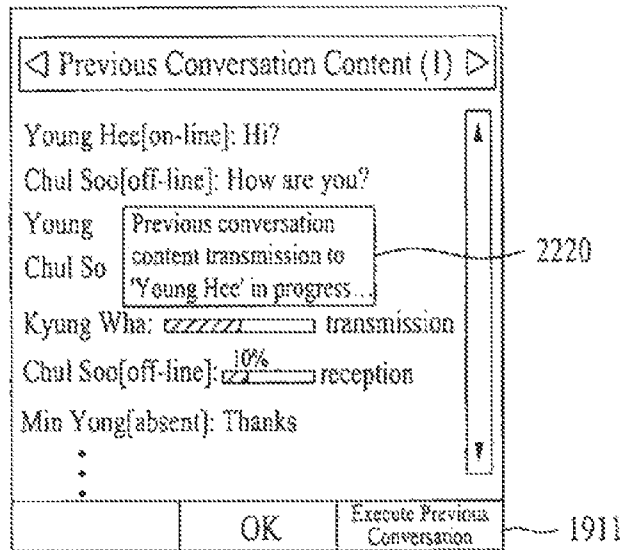 Previous Conversation Content (1)
Young Hee[on-line]: Hi?
Chul Soo[off-line]: How are you?
Young
Chul So
Previous conversation
content transmission to
'Young Hee' in progress...
2220
Kyung Wha: transmission
10%
Chul Soo[off-line]: reception
Min Yong[absent]: Thanks
OK
Execute Previous
Conversation
1911